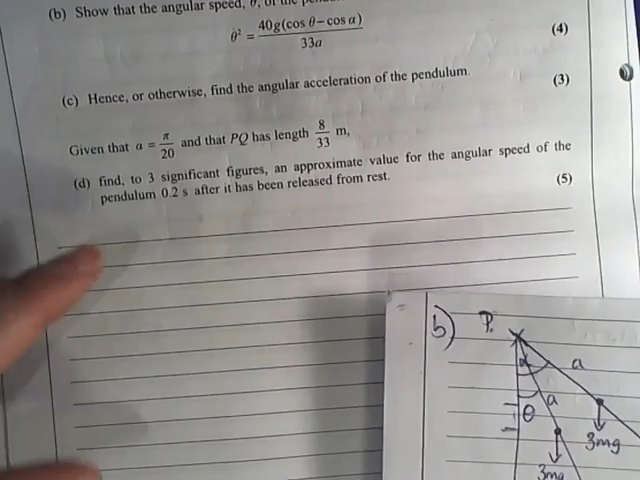 (b) Show that the angular speed, θ̇, of the
θ̇² = 40g(cos θ − cos α) / 33a
(4)
(c) Hence, or otherwise, find the angular acceleration of the pendulum.
(3)
Given that α = π/20 and that PQ has length 8/33 m,
(d) find, to 3 significant figures, an approximate value for the angular speed of the
pendulum 0.2 s after it has been released from rest.
(5)
b) P.
α
a
a
θ
3mg
3mg